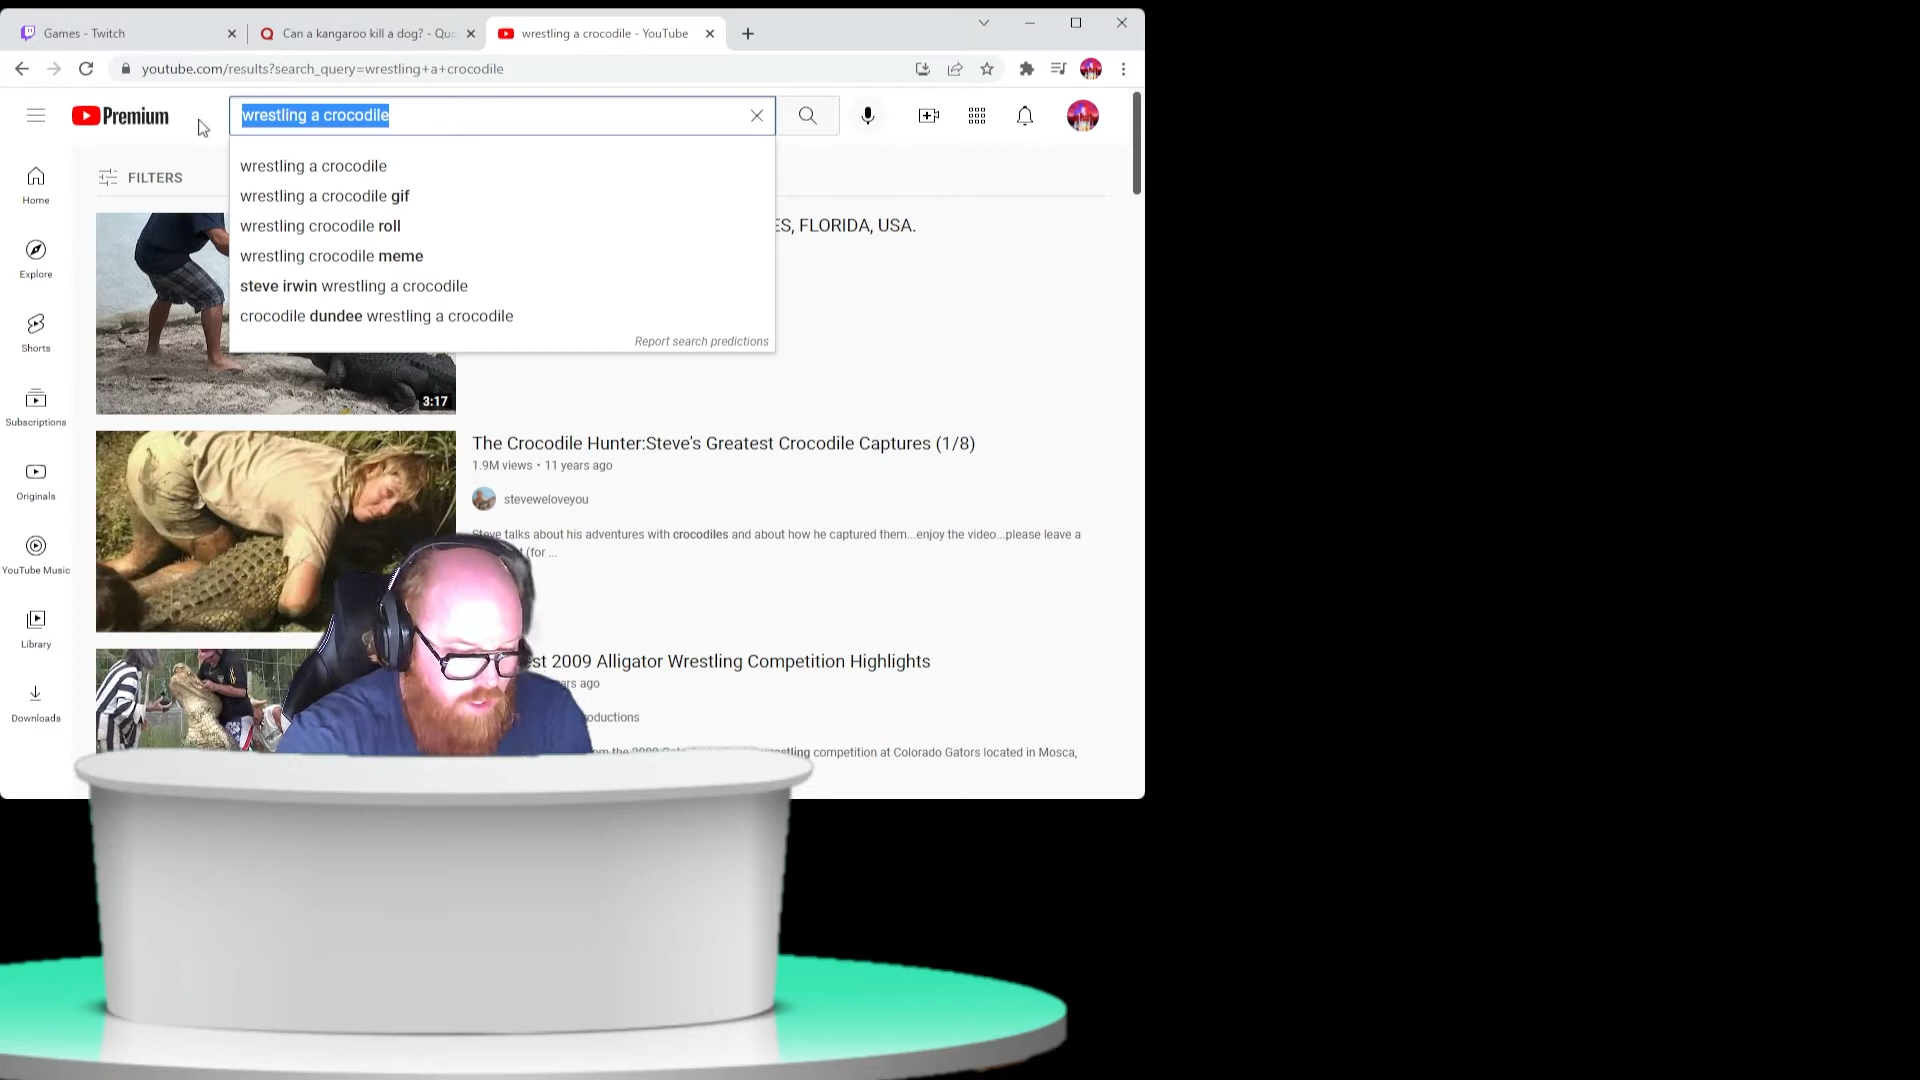 Games - Twitch
Can a kangaroo kill a dog? - Quo
wrestling a crocodile - YouTube
youtube.com/results?search_query=wrestling+a+crocodile
Premium
wrestling a crocodile
wrestling a crocodile
wrestling a crocodile gif
wrestling crocodile roll
wrestling crocodile meme
steve irwin wrestling a crocodile
crocodile dundee wrestling a crocodile
Report search predictions
FILTERS
Home
Explore
Shorts
Subscriptions
Originals
YouTube Music
Library
Downloads
ES, FLORIDA, USA.
3:17
The Crocodile Hunter:Steve's Greatest Crocodile Captures (1/8)
1.9M views • 11 years ago
steveweloveyou
Steve talks about his adventures with crocodiles and about how he captured them...enjoy the video...please leave a
(for ...
est 2009 Alligator Wrestling Competition Highlights
ars ago
oductions
competition at Colorado Gators located in Mosca,